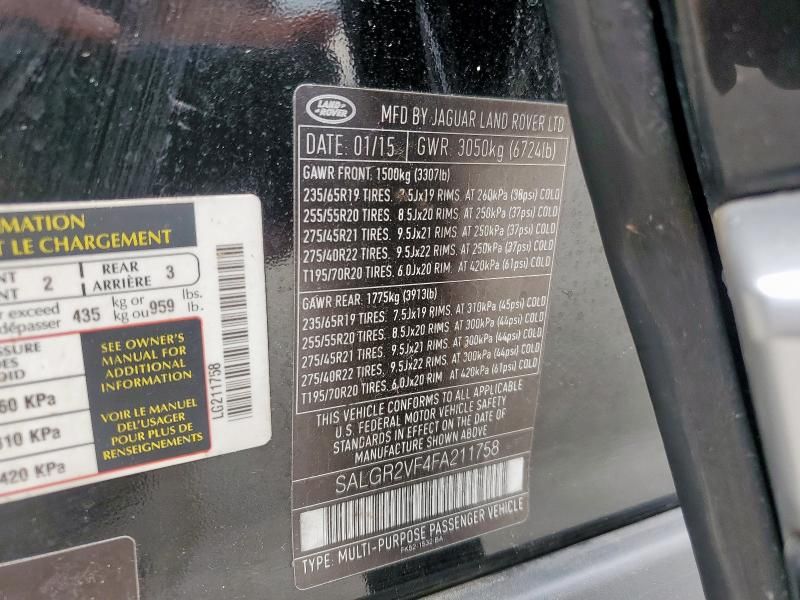 RMATION
T LE CHARGEMENT
NT 2 REAR 3
NT ARRIÈRE
r exceed 435 kg or 959 lbs.
dépasser kg ou lb.
SSURE
DES
OID
60 KPa
310 KPa
420 KPa
SEE OWNER'S
MANUAL FOR
ADDITIONAL
INFORMATION
VOIR LE MANUEL
DE L'USAGER
POUR PLUS DE
RENSEIGNEMENTS
LG211758
LAND ROVER
MFD BY JAGUAR LAND ROVER LTD
DATE: 01/15 GWR: 3050kg (6724lb)
GAWR FRONT. 1500kg (3307lb)
235/65R19 TIRES. 7.5Jx19 RIMS. AT 260kPa (38psi) COLD
255/55R20 TIRES. 8.5Jx20 RIMS. AT 250kPa (37psi) COLD
275/45R21 TIRES. 9.5Jx21 RIMS. AT 250kPa (37psi) COLD
275/40R22 TIRES. 9.5Jx22 RIMS. AT 250kPa (37psi) COLD
T195/70R20 TIRES. 6.0Jx20 RIM. AT 420kPa (61psi) COLD
GAWR REAR. 1775kg (3913lb)
235/65R19 TIRES. 7.5Jx19 RIMS. AT 310kPa (45psi) COLD
255/55R20 TIRES. 8.5Jx20 RIMS. AT 300kPa (44psi) COLD
275/45R21 TIRES. 9.5Jx21 RIMS. AT 300kPa (44psi) COLD
275/40R22 TIRES. 9.5Jx22 RIMS. AT 300kPa (44psi) COLD
T195/70R20 TIRES. 6.0Jx20 RIM. AT 420kPa (61psi) COLD
THIS VEHICLE CONFORMS TO ALL APPLICABLE
U.S. FEDERAL MOTOR VEHICLE SAFETY
STANDARDS IN EFFECT ON THE DATE OF
MANUFACTURE SHOWN ABOVE.
SALGR2VF4FA211758
TYPE: MULTI-PURPOSE PASSENGER VEHICLE
FK52-1532-BA